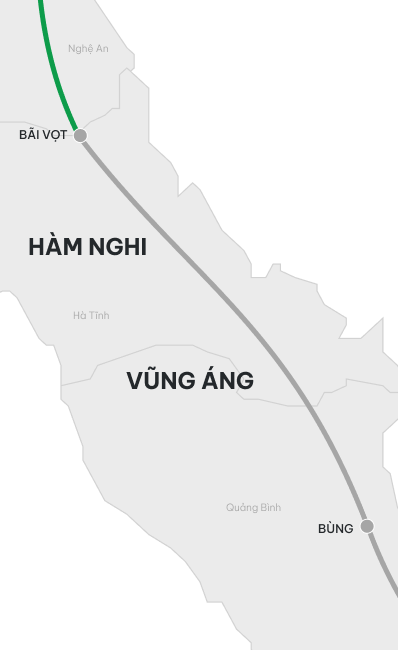 Nghệ An
BÃI VỌT
HÀM NGHI
Hà Tĩnh
VŨNG ÁNG
Quảng Bình
BÙNG